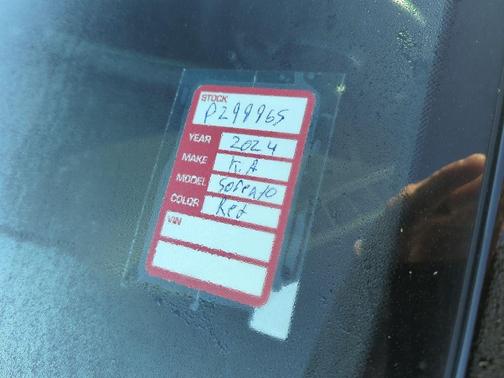 STOCK
P299965
YEAR 2024
MAKE KIA
MODEL Sorento
COLOR Red
VIN